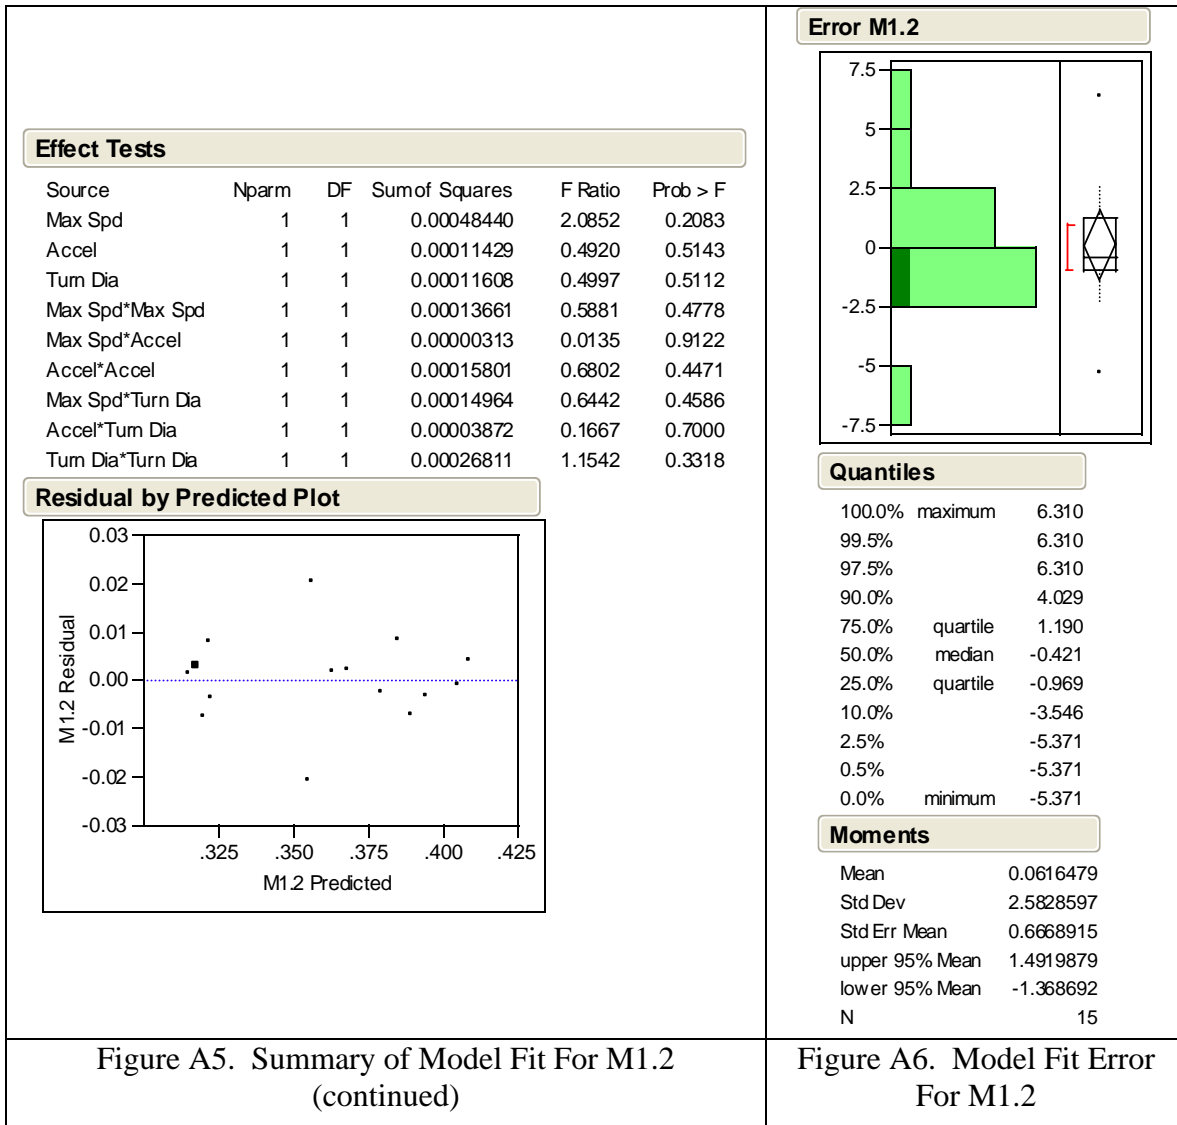 Effect Tests
Source Nparm DF Sum of Squares F Ratio Prob > F
Max Spd 1 1 0.00048440 2.0852 0.2083
Accel 1 1 0.00011429 0.4920 0.5143
Turn Dia 1 1 0.00011608 0.4997 0.5112
Max Spd*Max Spd 1 1 0.00013661 0.5881 0.4778
Max Spd*Accel 1 1 0.00000313 0.0135 0.9122
Accel*Accel 1 1 0.00015801 0.6802 0.4471
Max Spd*Turn Dia 1 1 0.00014964 0.6442 0.4586
Accel*Turn Dia 1 1 0.00003872 0.1667 0.7000
Turn Dia*Turn Dia 1 1 0.00026811 1.1542 0.3318
Residual by Predicted Plot
0.03
0.02
0.01
0.00
-0.01
-0.02
-0.03
M1.2 Residual
.325 .350 .375 .400 .425
M1.2 Predicted
Figure A5. Summary of Model Fit For M1.2
(continued)
Error M1.2
7.5
5
2.5
0
-2.5
-5
-7.5
Quantiles
100.0% maximum 6.310
99.5% 6.310
97.5% 6.310
90.0% 4.029
75.0% quartile 1.190
50.0% median -0.421
25.0% quartile -0.969
10.0% -3.546
2.5% -5.371
0.5% -5.371
0.0% minimum -5.371
Moments
Mean 0.0616479
Std Dev 2.5828597
Std Err Mean 0.6668915
upper 95% Mean 1.4919879
lower 95% Mean -1.368692
N 15
Figure A6. Model Fit Error
For M1.2